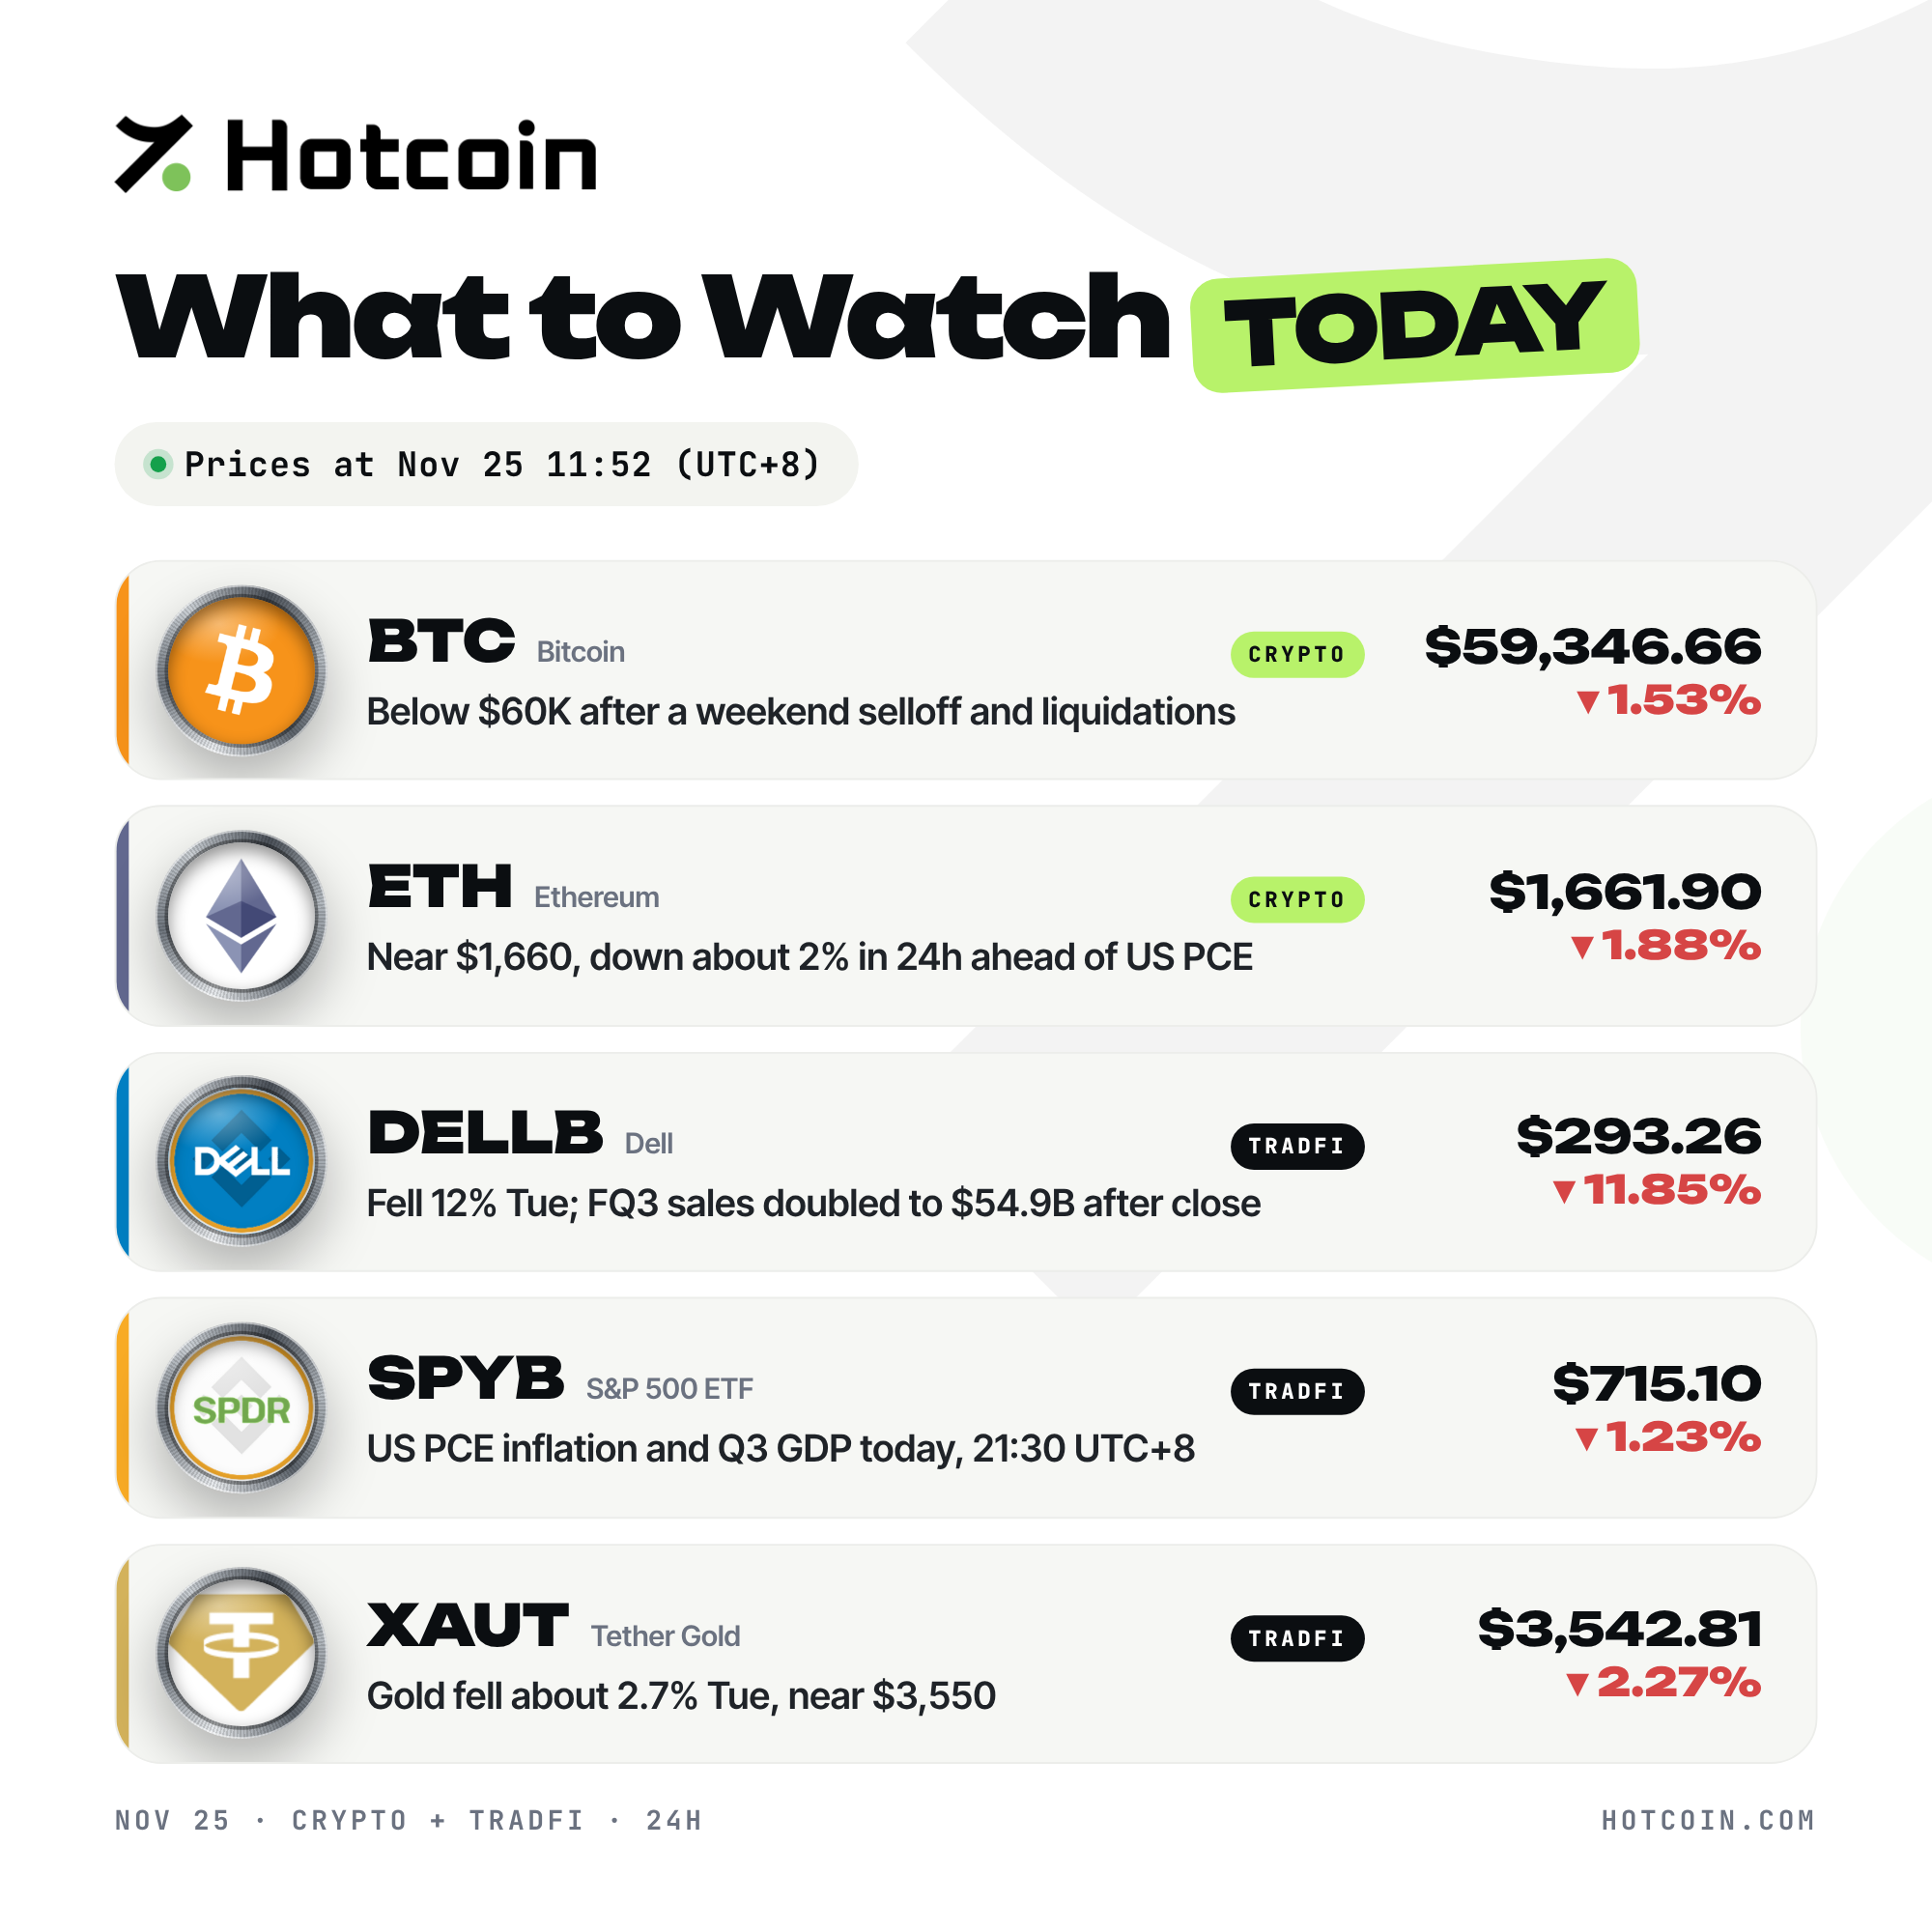 Hotcoin
What to Watch TODAY
Prices at Nov 25 11:52 (UTC+8)
BTC Bitcoin CRYPTO $59,346.66
▼1.53%
Below $60K after a weekend selloff and liquidations
ETH Ethereum CRYPTO $1,661.90
▼1.88%
Near $1,660, down about 2% in 24h ahead of US PCE
DELL
DELLB Dell TRADFI $293.26
▼11.85%
Fell 12% Tue; FQ3 sales doubled to $54.9B after close
SPDR
SPYB S&P 500 ETF TRADFI $715.10
▼1.23%
US PCE inflation and Q3 GDP today, 21:30 UTC+8
XAUT Tether Gold TRADFI $3,542.81
▼2.27%
Gold fell about 2.7% Tue, near $3,550
NOV 25 · CRYPTO + TRADFI · 24H
HOTCOIN.COM